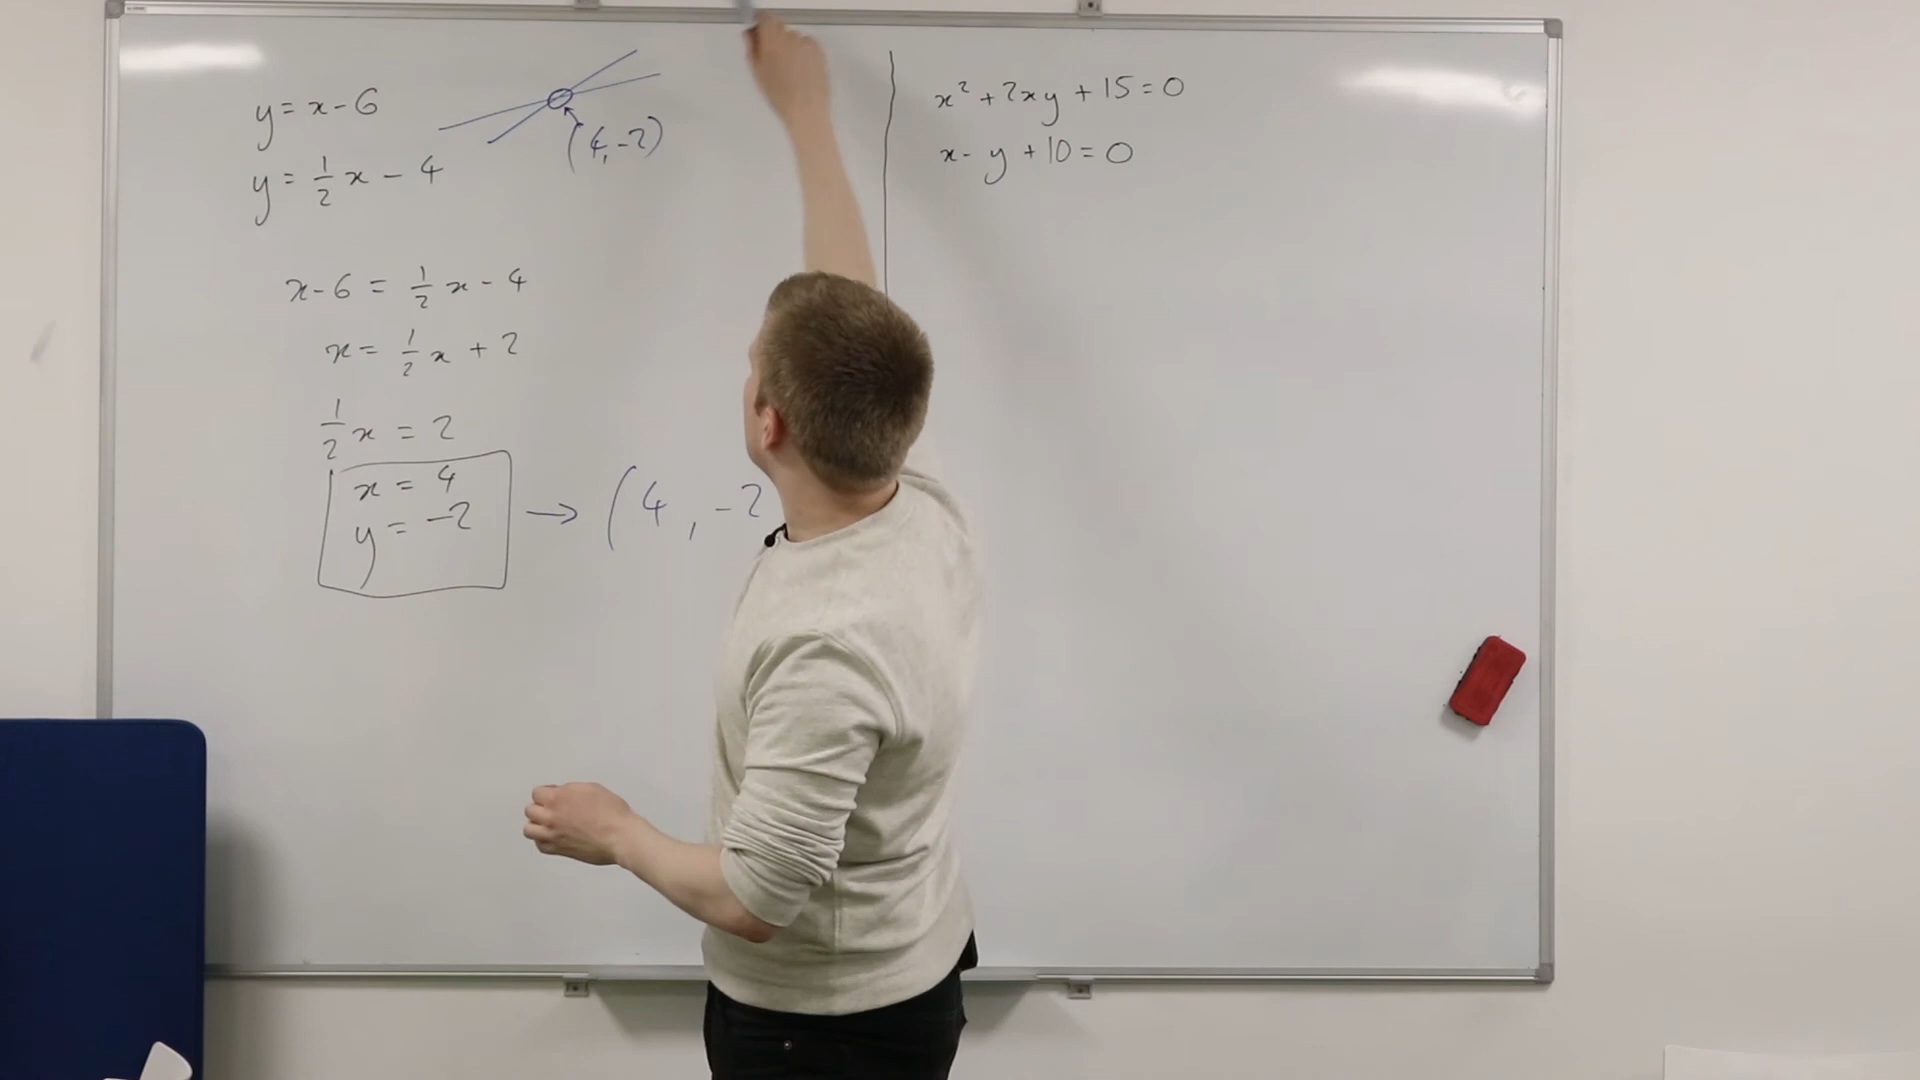 y = x - 6
y = 1/2 x - 4
(4, -2)
x - 6 = 1/2 x - 4
x = 1/2 x + 2
1/2 x = 2
x = 4
y = -2
→ (4, -2
x² + 2xy + 15 = 0
x - y + 10 = 0